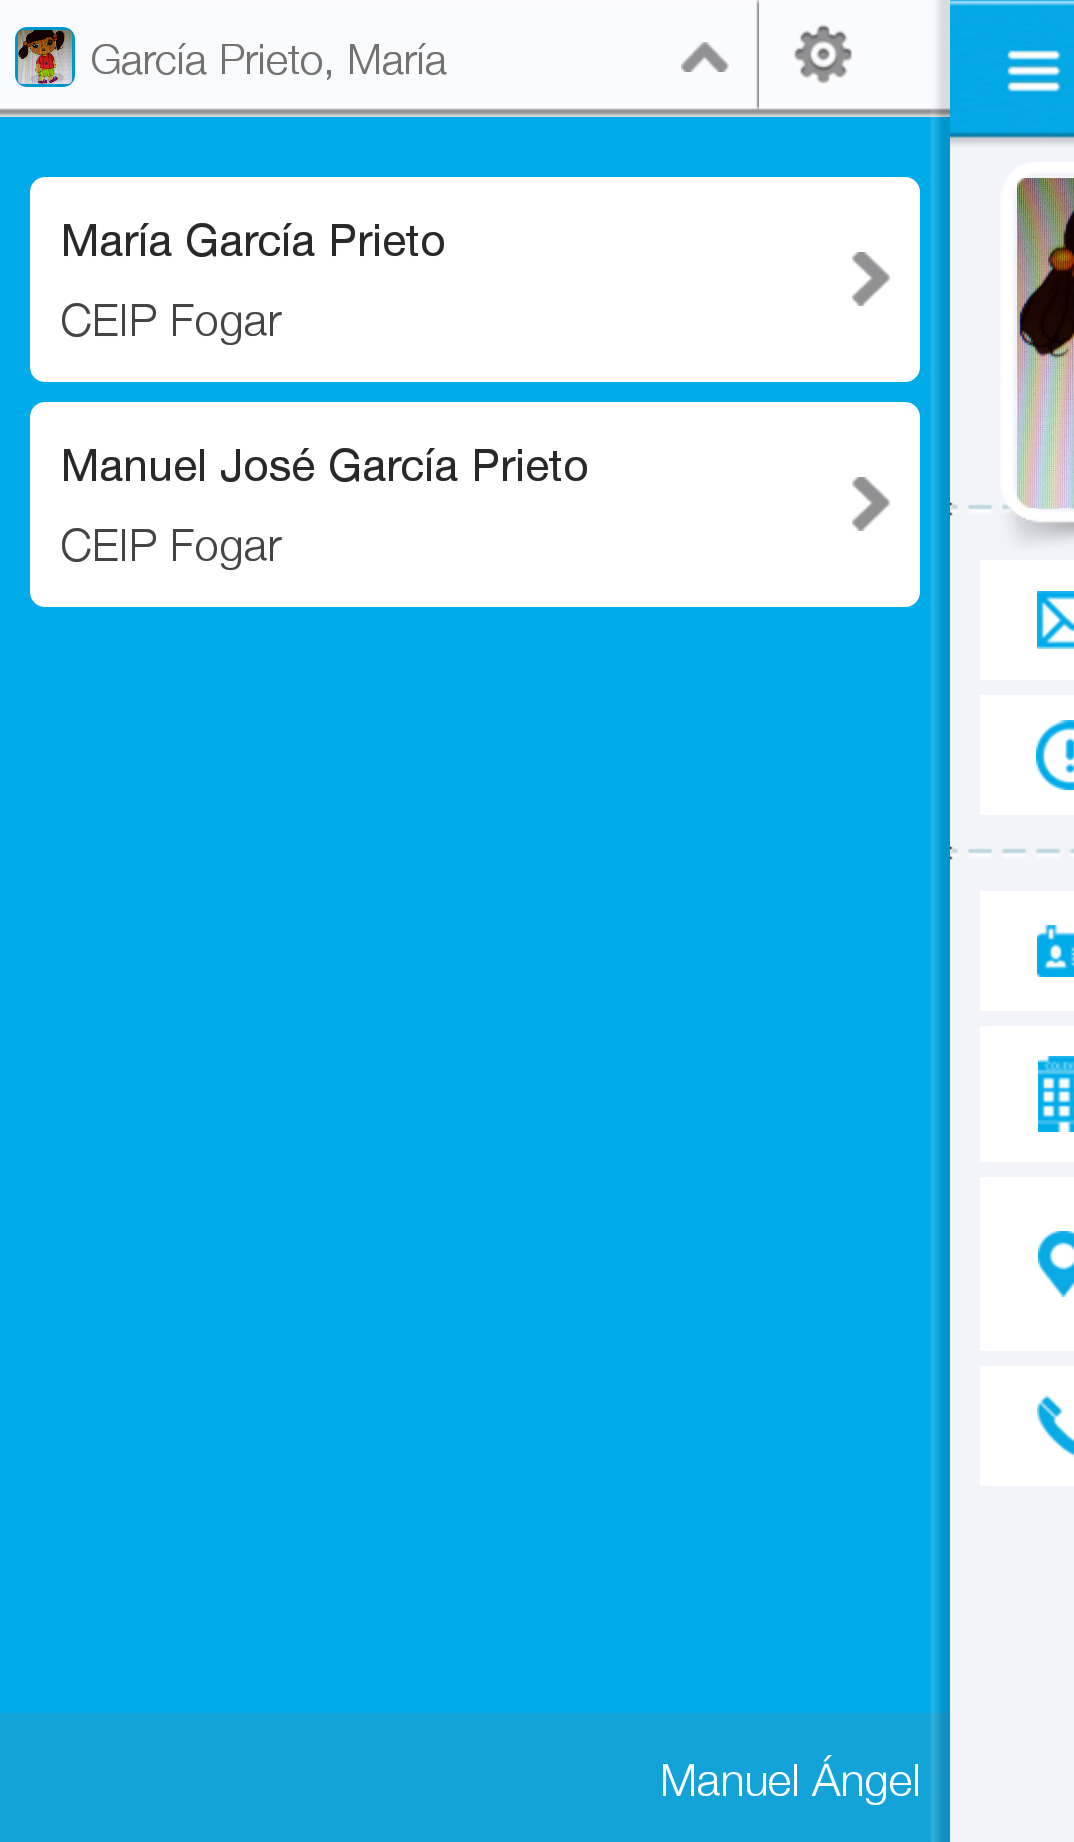 García Prieto, María
María García Prieto
CEIP Fogar
Manuel José García Prieto
CEIP Fogar
Manuel Ángel